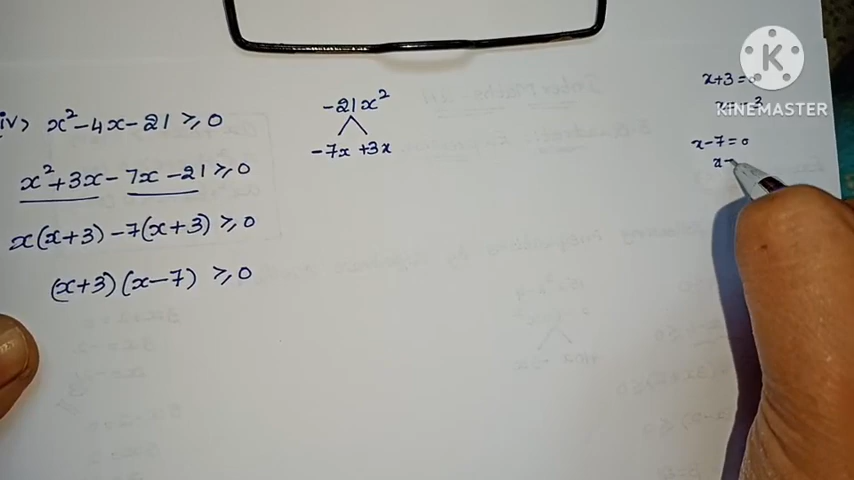 iv) x² - 4x - 21 ≥ 0
x² + 3x - 7x - 21 ≥ 0
x(x+3) - 7(x+3) ≥ 0
(x+3)(x-7) ≥ 0
-21x²
-7x +3x
x+3 =
KINEMASTER
x-7=0
x=